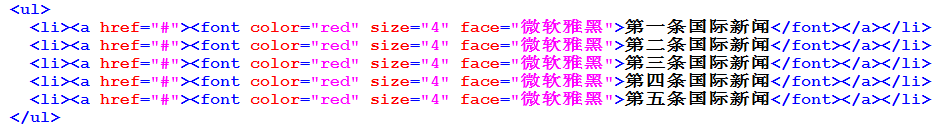 <ul>
<li><a href="#"><font color="red" size="4" face="微软雅黑">第一条国际新闻</font></a></li>
<li><a href="#"><font color="red" size="4" face="微软雅黑">第二条国际新闻</font></a></li>
<li><a href="#"><font color="red" size="4" face="微软雅黑">第三条国际新闻</font></a></li>
<li><a href="#"><font color="red" size="4" face="微软雅黑">第四条国际新闻</font></a></li>
<li><a href="#"><font color="red" size="4" face="微软雅黑">第五条国际新闻</font></a></li>
</ul>